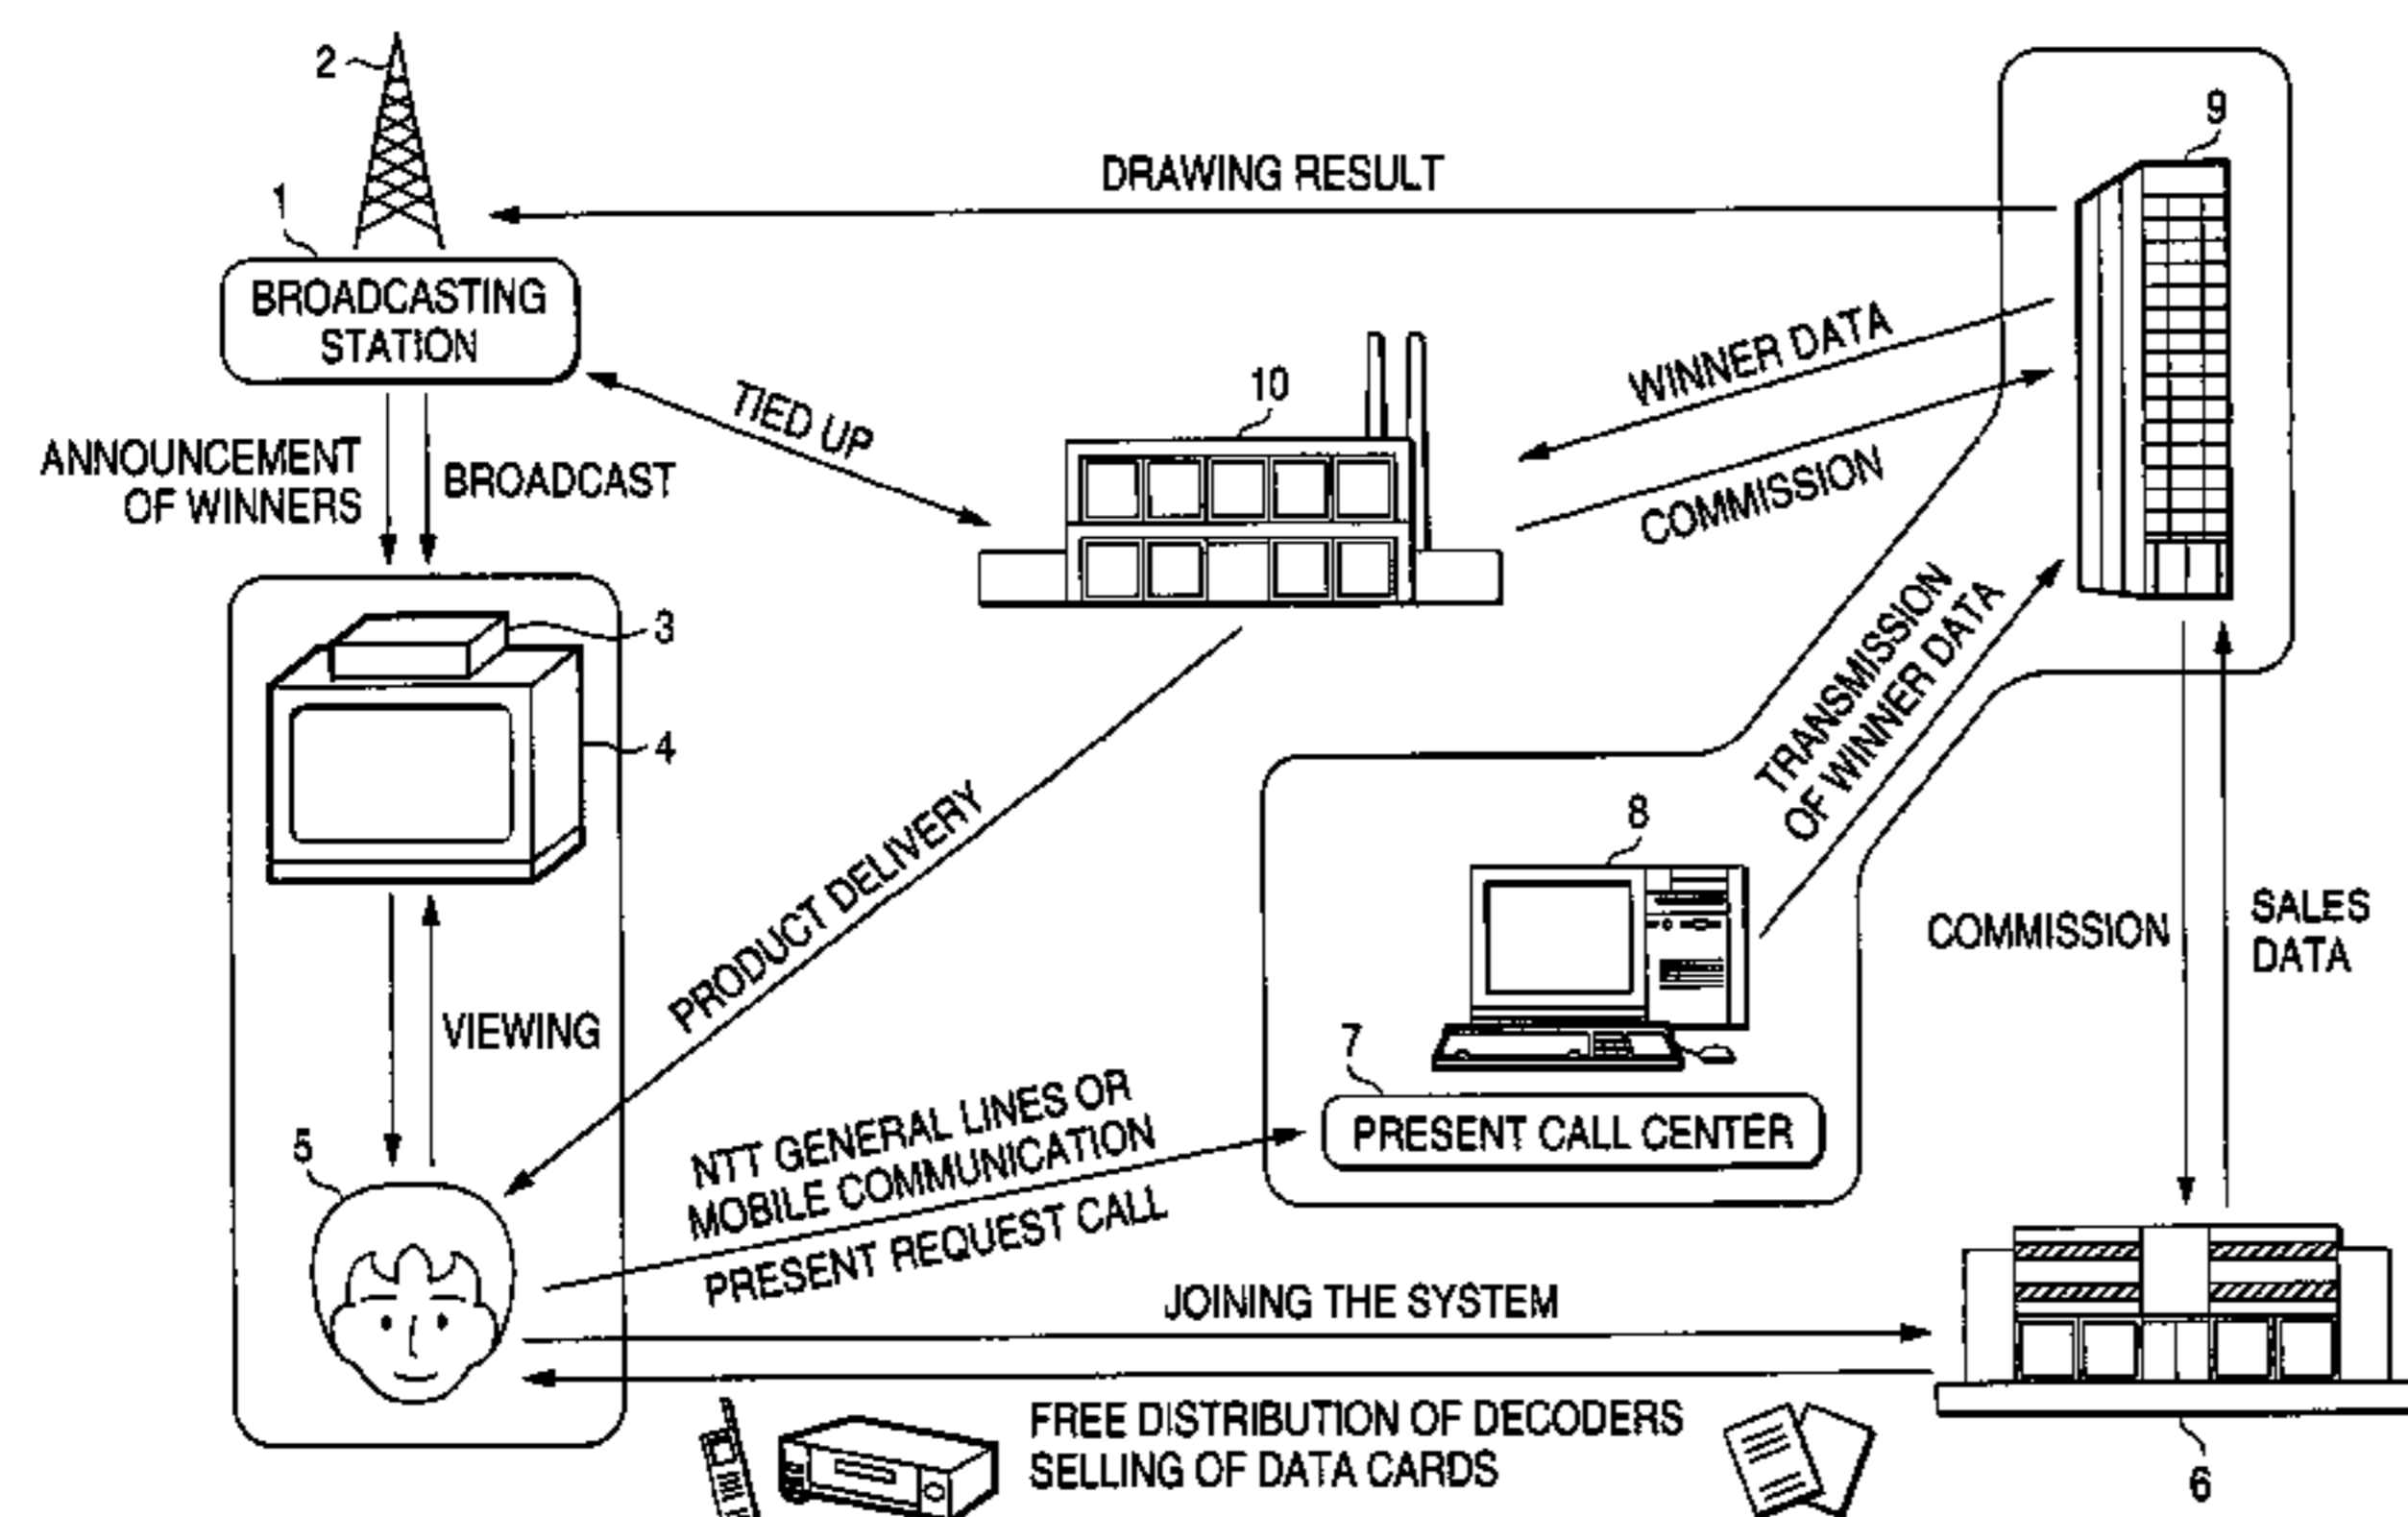 2
9
DRAWING RESULT
1
BROADCASTING
STATION
WINNER DATA
10
TIED UP
ANNOUNCEMENT
OF WINNERS
BROADCAST
COMMISSION
3
TRANSMISSION
OF WINNER DATA
4
8
PRODUCT DELIVERY
COMMISSION
SALES
DATA
VIEWING
7
PRESENT CALL CENTER
5
NTT GENERAL LINES OR
MOBILE COMMUNICATION
PRESENT REQUEST CALL
JOINING THE SYSTEM
FREE DISTRIBUTION OF DECODERS
SELLING OF DATA CARDS
6